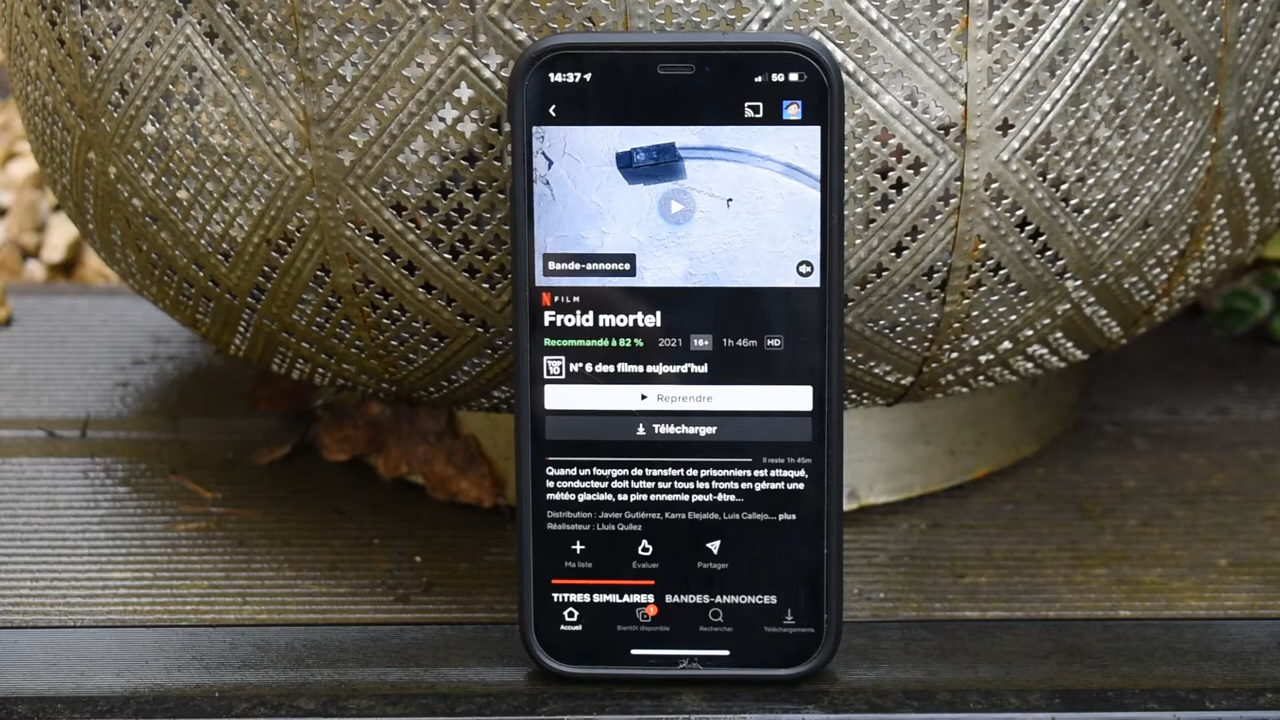 14:37 5G
Bande-annonce
N FILM
Froid mortel
Recommandé à 82 % 2021 16+ 1h 46m HD
TOP 10 N° 6 des films aujourd'hui
Reprendre
Télécharger
Il reste 1h 45m
Quand un fourgon de transfert de prisonniers est attaqué,
le conducteur doit lutter sur tous les fronts en gérant une
météo glaciale, sa pire ennemie peut-être...
Distribution : Javier Gutiérrez, Karra Elejalde, Luis Callejo... plus
Réalisateur : Lluís Quílez
Ma liste Évaluer Partager
TITRES SIMILAIRES BANDES-ANNONCES
1
Accueil Bientôt disponible Rechercher Téléchargements